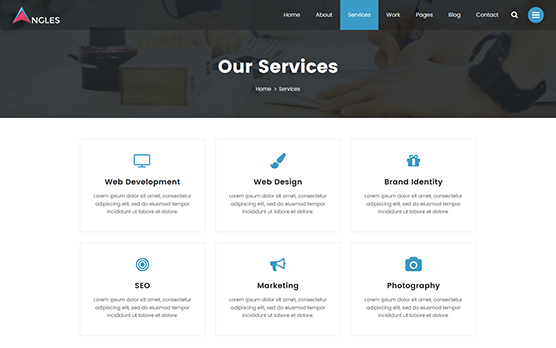 ANGLES
Home About Services Work Pages Blog Contact
Our Services
Home > Services
Web Development
Lorem ipsum dolor sit amet, consectetur
adipiscing elit, sed do eiusmod tempor
incididunt ut labore et dolore.
Web Design
Lorem ipsum dolor sit amet, consectetur
adipiscing elit, sed do eiusmod tempor
incididunt ut labore et dolore.
Brand Identity
Lorem ipsum dolor sit amet, consectetur
adipiscing elit, sed do eiusmod tempor
incididunt ut labore et dolore.
SEO
Lorem ipsum dolor sit amet, consectetur
adipiscing elit, sed do eiusmod tempor
incididunt ut labore et dolore.
Marketing
Lorem ipsum dolor sit amet, consectetur
adipiscing elit, sed do eiusmod tempor
incididunt ut labore et dolore.
Photography
Lorem ipsum dolor sit amet, consectetur
adipiscing elit, sed do eiusmod tempor
incididunt ut labore et dolore.